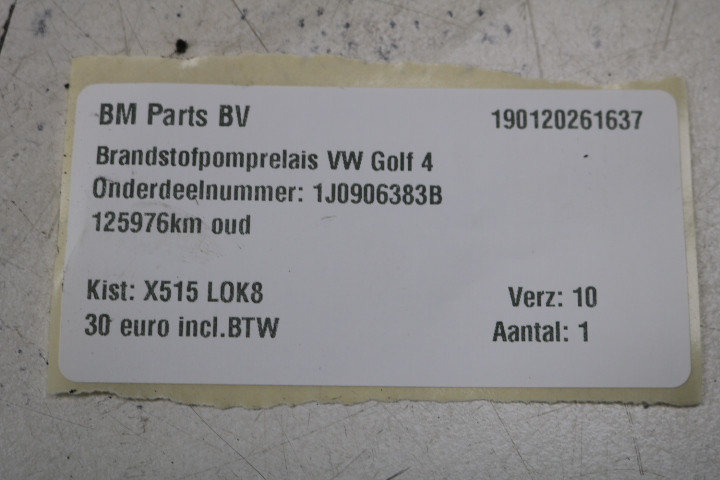 BM Parts BV 190120261637
Brandstofpomprelais VW Golf 4
Onderdeelnummer: 1J0906383B
125976km oud
Kist: X515 LOK8 Verz: 10
30 euro incl.BTW Aantal: 1